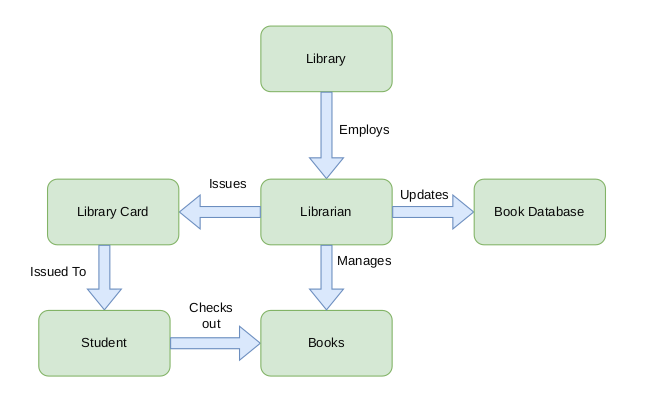 Library
Employs
Issues
Updates
Library Card
Librarian
Book Database
Manages
Issued To
Checks
out
Student
Books